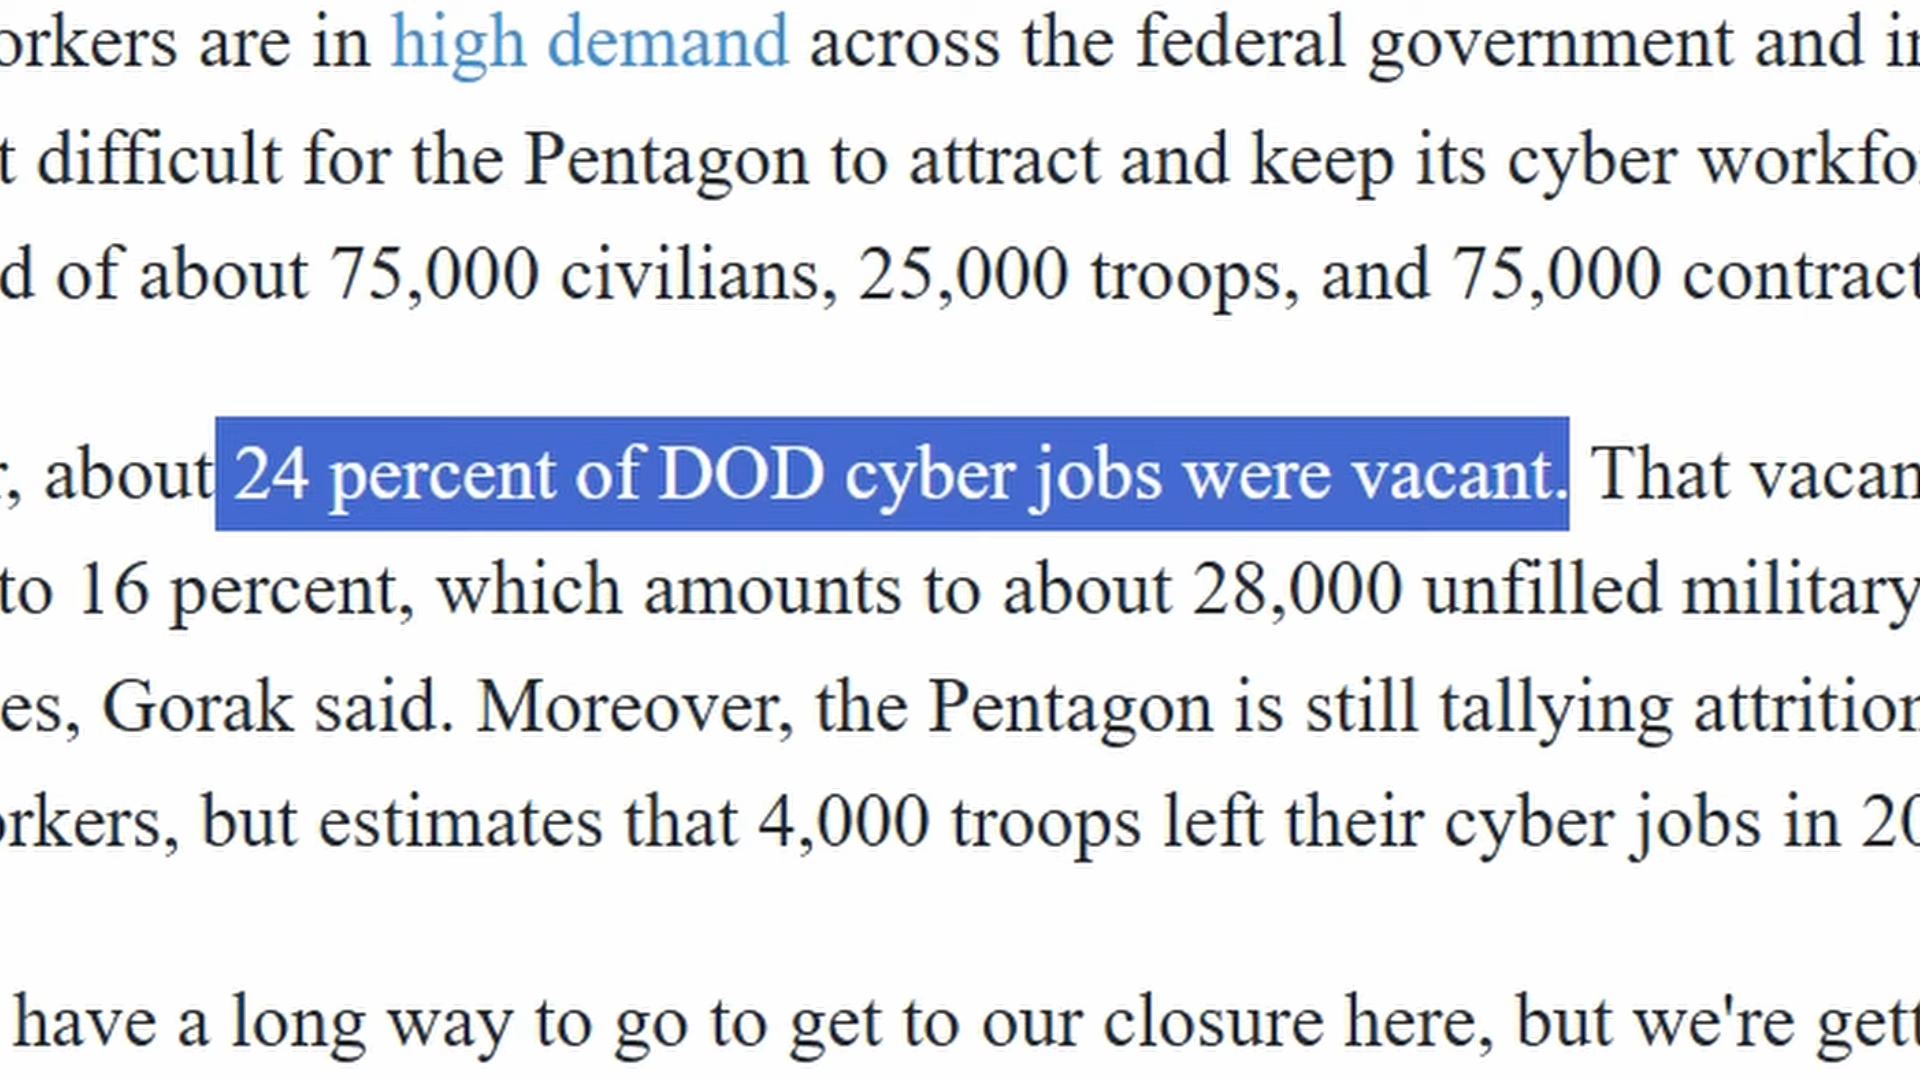 orkers are in high demand across the federal government and in
t difficult for the Pentagon to attract and keep its cyber workfo
d of about 75,000 civilians, 25,000 troops, and 75,000 contract
r, about 24 percent of DOD cyber jobs were vacant. That vacan
to 16 percent, which amounts to about 28,000 unfilled military
es, Gorak said. Moreover, the Pentagon is still tallying attrition
orkers, but estimates that 4,000 troops left their cyber jobs in 20
have a long way to go to get to our closure here, but we're gett